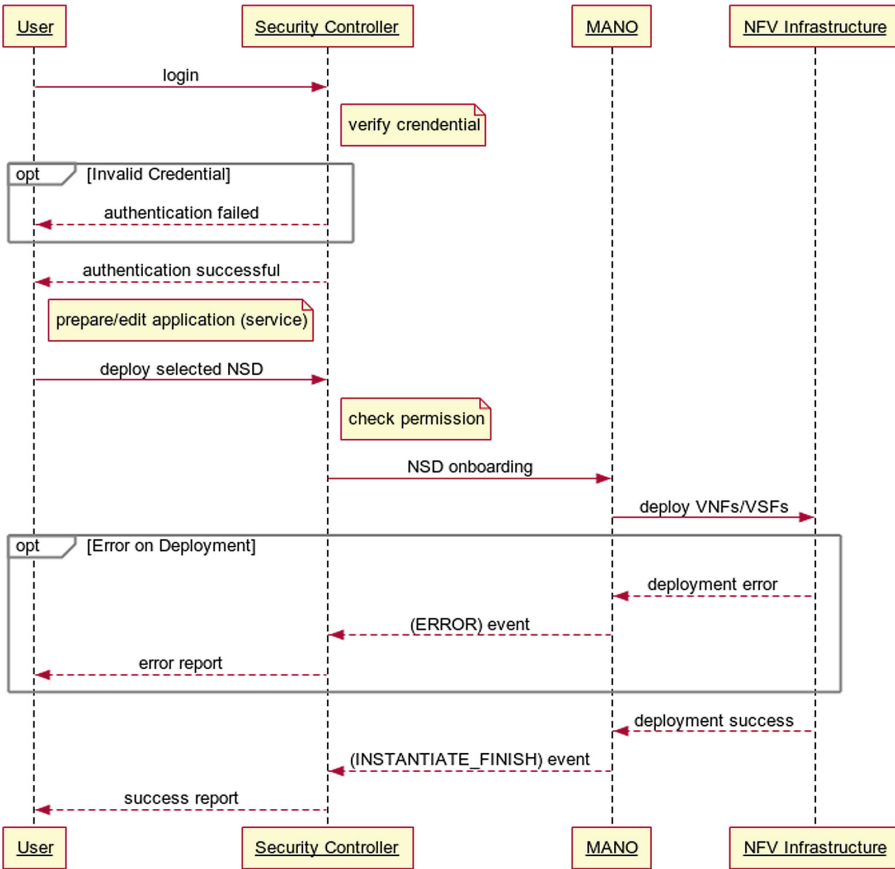 User
Security Controller
MANO
NFV Infrastructure
login
verify crendential
opt
[Invalid Credential]
authentication failed
authentication successful
prepare/edit application (service)
deploy selected NSD
check permission
NSD onboarding
deploy VNFs/VSFs
opt
[Error on Deployment]
deployment error
(ERROR) event
error report
deployment success
(INSTANTIATE_FINISH) event
success report
User
Security Controller
MANO
NFV Infrastructure